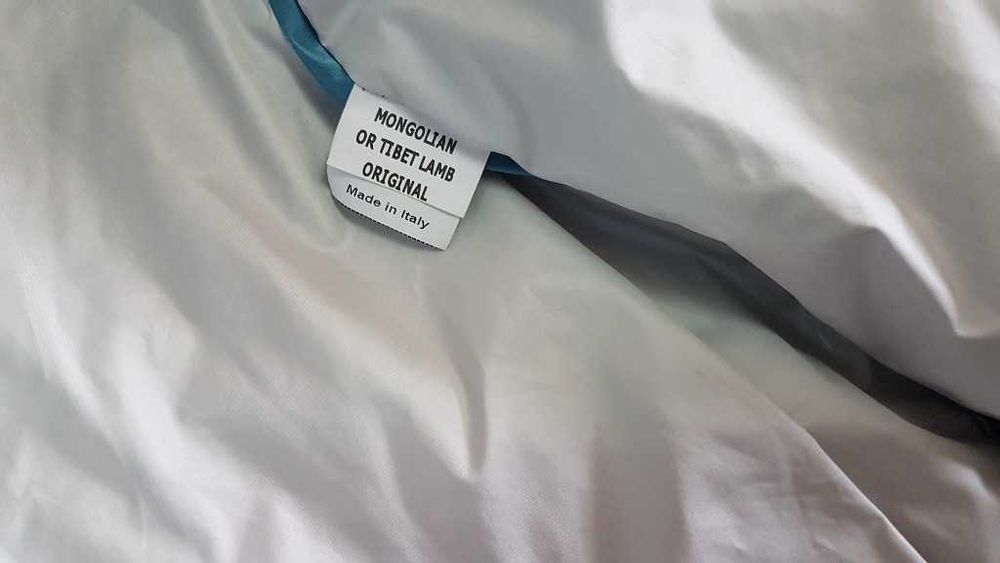 MONGOLIAN
OR TIBET LAMB
ORIGINAL
Made in Italy